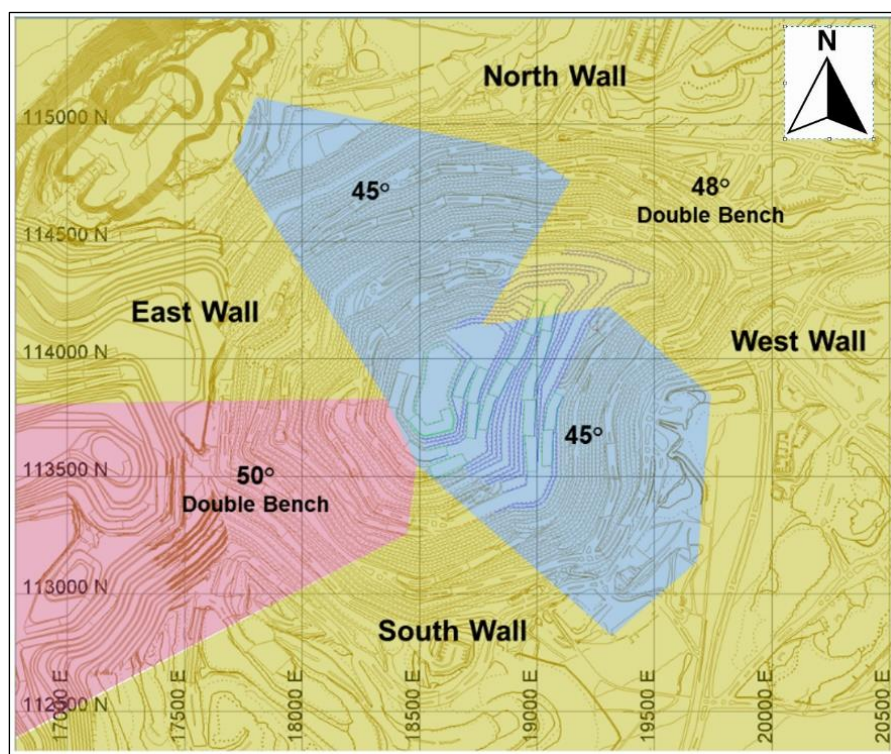 N
North Wall
115000 N
45°
48°
Double Bench
114500 N
East Wall
114000 N
West Wall
45°
113500 N
50°
Double Bench
113000 N
South Wall
112500 N
17000 E
17500 E
18000 E
18500 E
19000 E
19500 E
20000 E
20500 E